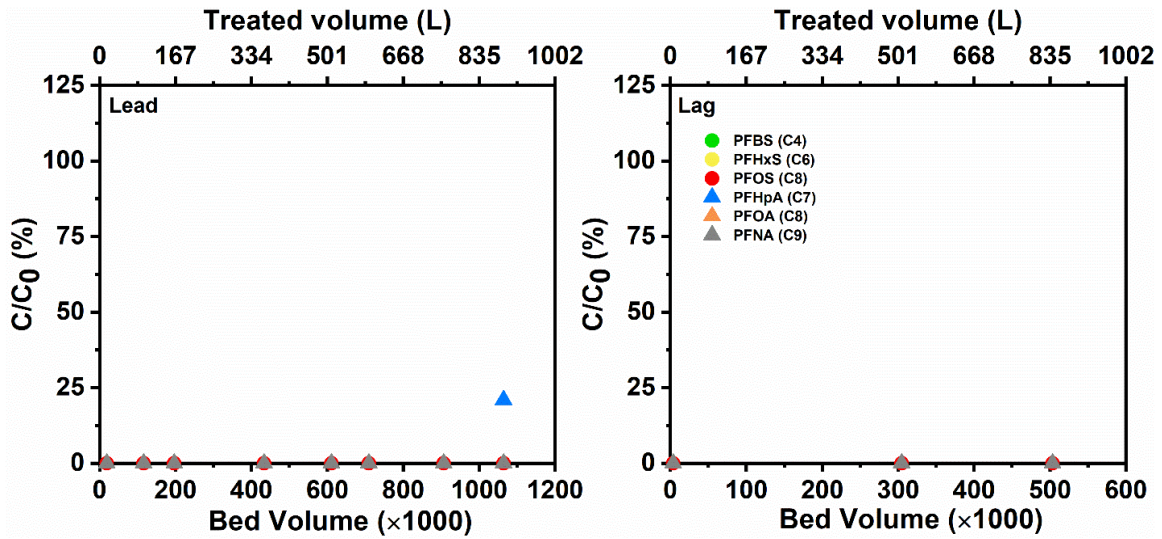 Treated volume (L)
0 167 334 501 668 835 1002
125
100
75
50
25
0
C/C0 (%)
Lead
0 200 400 600 800 1000 1200
Bed Volume (×1000)
Treated volume (L)
0 167 334 501 668 835 1002
125
100
75
50
25
0
C/C0 (%)
Lag
PFBS (C4)
PFHxS (C6)
PFOS (C8)
PFHpA (C7)
PFOA (C8)
PFNA (C9)
0 100 200 300 400 500 600
Bed Volume (×1000)